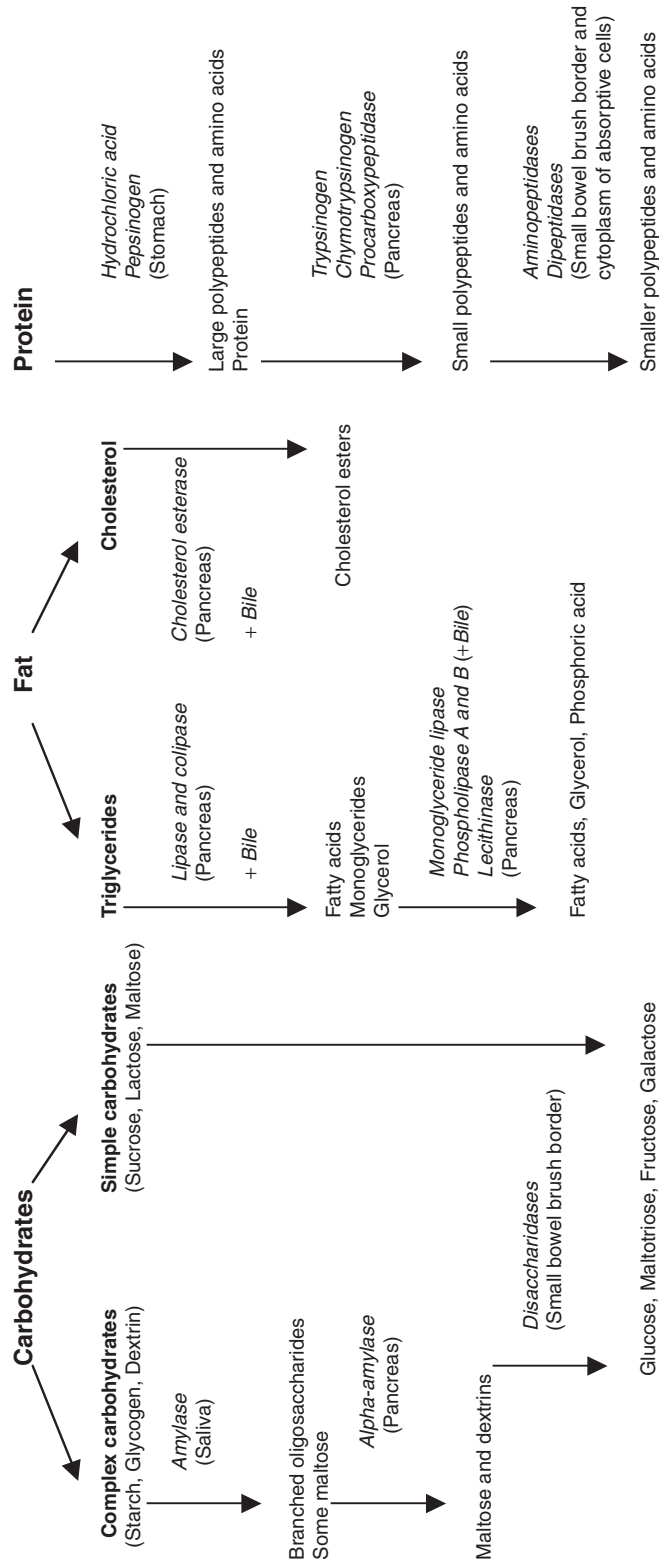 Carbohydrates
Complex carbohydrates
(Starch, Glycogen, Dextrin)
Amylase
(Saliva)
Branched oligosaccharides
Some maltose
Alpha-amylase
(Pancreas)
Maltose and dextrins
Simple carbohydrates
(Sucrose, Lactose, Maltose)
Disaccharidases
(Small bowel brush border)
Glucose, Maltotriose, Fructose, Galactose
Fat
Triglycerides
Lipase and colipase
(Pancreas)
+ Bile
Fatty acids
Monoglycerides
Glycerol
Monoglyceride lipase
Phospholipase A and B (+Bile)
Lecithinase
(Pancreas)
Fatty acids, Glycerol, Phosphoric acid
Cholesterol
Cholesterol esterase
(Pancreas)
+ Bile
Cholesterol esters
Protein
Hydrochloric acid
Pepsinogen
(Stomach)
Large polypeptides and amino acids
Protein
Trypsinogen
Chymotrypsinogen
Procarboxypeptidase
(Pancreas)
Small polypeptides and amino acids
Aminopeptidases
Dipeptidases
(Small bowel brush border and
cytoplasm of absorptive cells)
Smaller polypeptides and amino acids